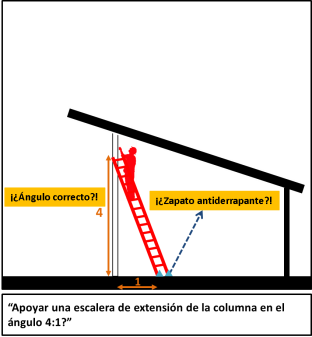 ¡¿Ángulo correcto?!
¡¿Zapato antiderrapante?!
4
1
“Apoyar una escalera de extensión de la columna en el
ángulo 4:1?”